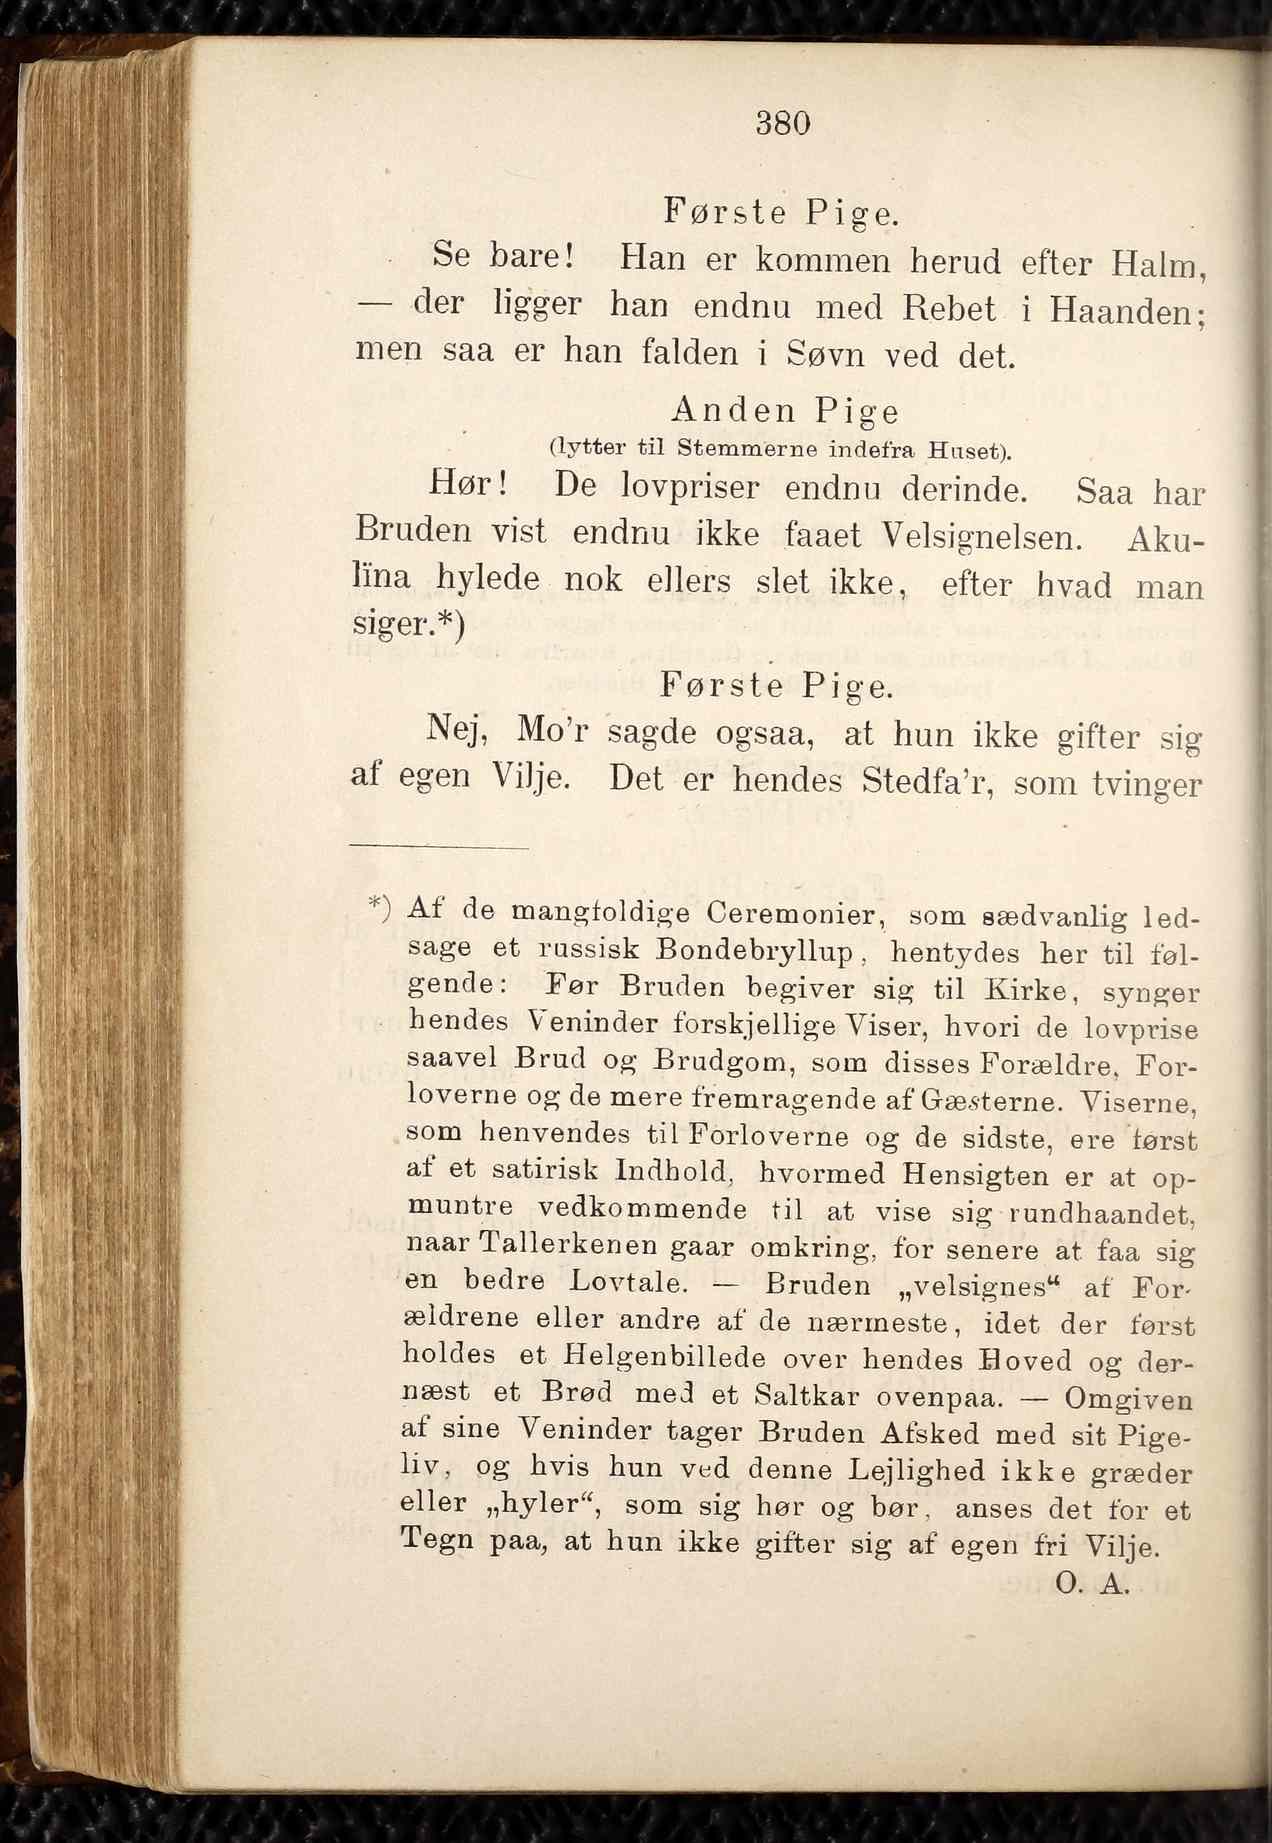 380
Første Pige.
Se bare! Han er kommen herud efter Halm,
— der ligger han endnu med Rebet i Haanden;
men saa er han falden i Søvn ved det.
Anden Pige
(lytter til Stemmerne indefra Huset).
Hør! De lovpriser endnu derinde. Saa har
Bruden vist endnu ikke faaet Velsignelsen. Aku-
lïna hylede nok ellers slet ikke, efter hvad man
siger.*)
Første Pige.
Nej, Mo'r sagde ogsaa, at hun ikke gifter sig
af egen Vilje. Det er hendes Stedfa'r, som tvinger
*) Af de mangfoldige Ceremonier, som sædvanlig led-
sage et russisk Bondebryllup, hentydes her til føl-
gende: Før Bruden begiver sig til Kirke, synger
hendes Veninder forskjellige Viser, hvori de lovprise
saavel Brud og Brudgom, som disses Forældre, For-
loverne og de mere fremragende af Gæsterne. Viserne,
som henvendes til Forloverne og de sidste, ere først
af et satirisk Indhold, hvormed Hensigten er at op-
muntre vedkommende til at vise sig rundhaandet,
naar Tallerkenen gaar omkring, for senere at faa sig
en bedre Lovtale. — Bruden „velsignes“ af For-
ældrene eller andre af de nærmeste, idet der først
holdes et Helgenbillede over hendes Hoved og der-
næst et Brød med et Saltkar ovenpaa. — Omgiven
af sine Veninder tager Bruden Afsked med sit Pige-
liv, og hvis hun ved denne Lejlighed ikke græder
eller „hyler“, som sig hør og bør, anses det for et
Tegn paa, at hun ikke gifter sig af egen fri Vilje.
O. A.